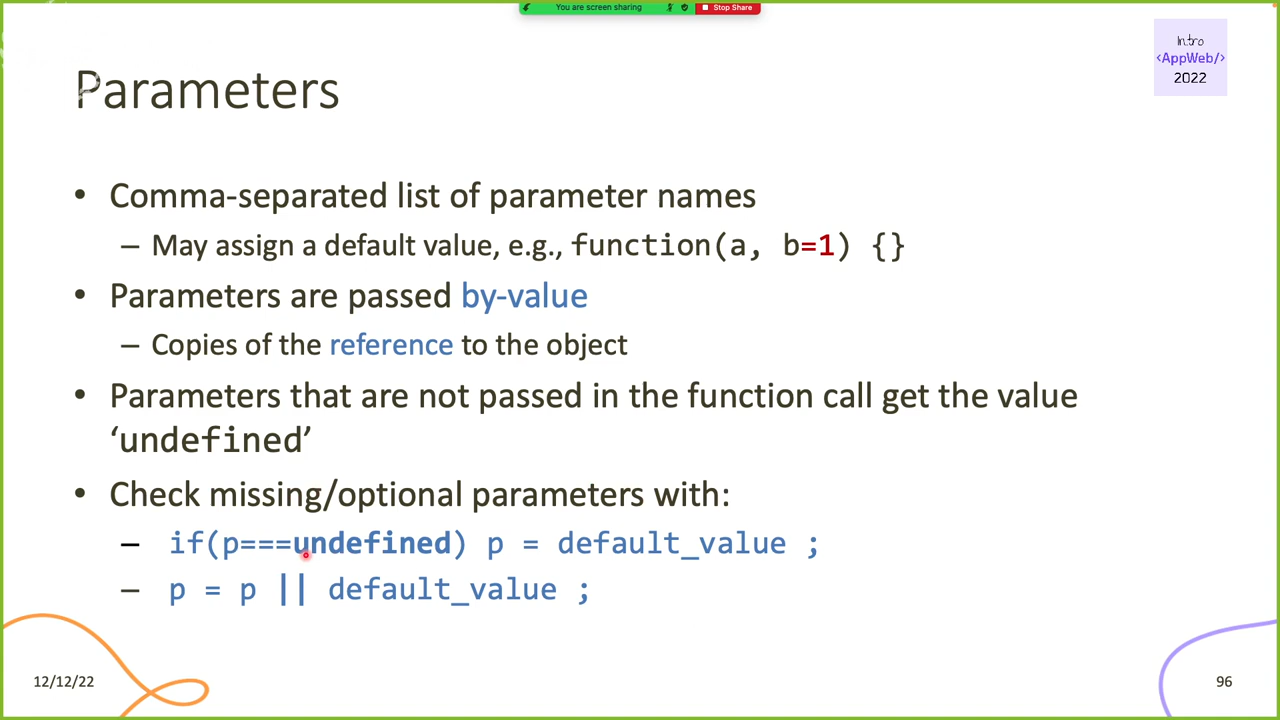 You are screen sharing
Stop Share
Intro
<AppWeb/>
2022
Parameters
• Comma-separated list of parameter names
– May assign a default value, e.g., function(a, b=1) {}
• Parameters are passed by-value
– Copies of the reference to the object
• Parameters that are not passed in the function call get the value
‘undefined’
• Check missing/optional parameters with:
– if(p===undefined) p = default_value ;
– p = p || default_value ;
12/12/22
96